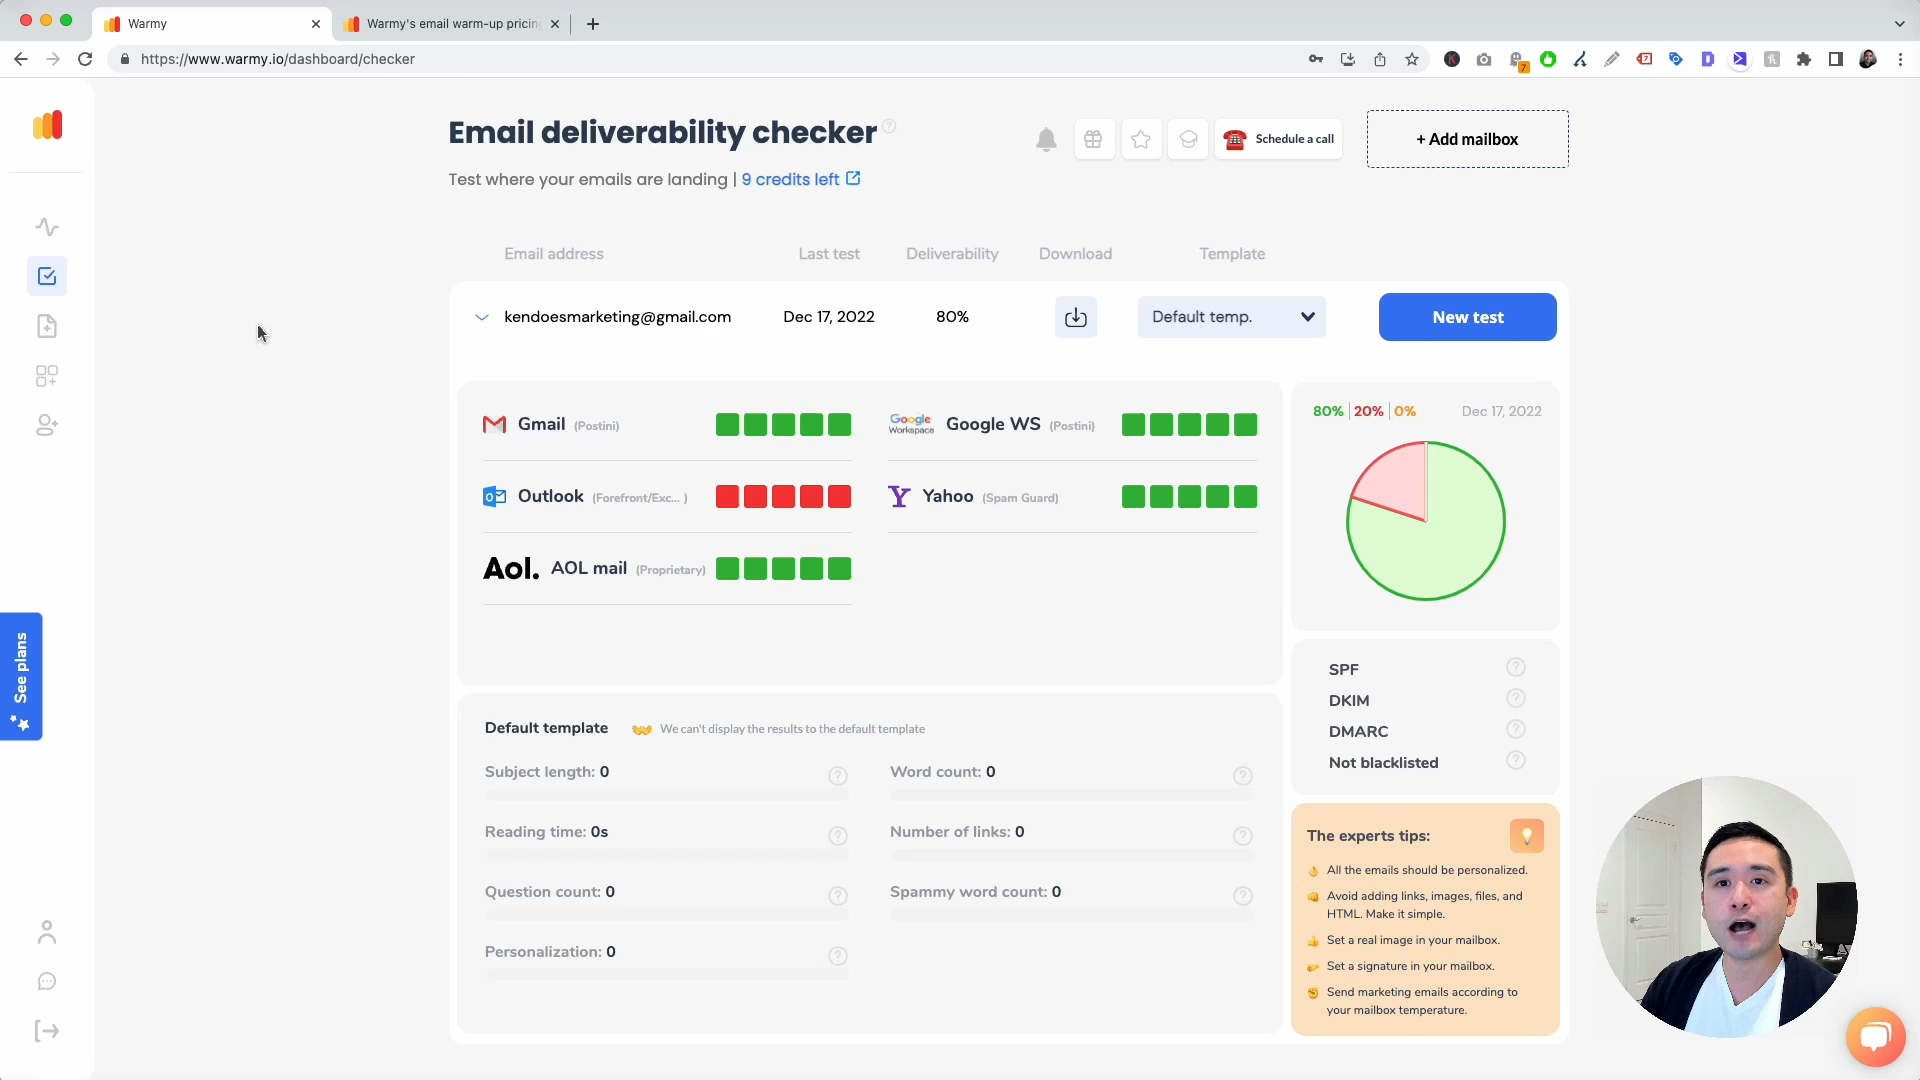 Warmy
Warmy's email warm-up pricin
https://www.warmy.io/dashboard/checker
7
Email deliverability checker
Schedule a call
+ Add mailbox
Test where your emails are landing | 9 credits left
Email address
Last test
Deliverability
Download
Template
kendoesmarketing@gmail.com
Dec 17, 2022
80%
Default temp.
New test
Gmail (Postini)
Google Workspace
Google WS (Postini)
80% 20% 0%
Dec 17, 2022
Outlook (Forefront/Exc... )
Yahoo (Spam Guard)
Aol. AOL mail (Proprietary)
See plans
SPF
DKIM
DMARC
Not blacklisted
Default template
We can't display the results to the default template
Subject length: 0
Word count: 0
Reading time: 0s
Number of links: 0
Question count: 0
Spammy word count: 0
Personalization: 0
The experts tips:
All the emails should be personalized.
Avoid adding links, images, files, and
HTML. Make it simple.
Set a real image in your mailbox.
Set a signature in your mailbox.
Send marketing emails according to
your mailbox temperature.